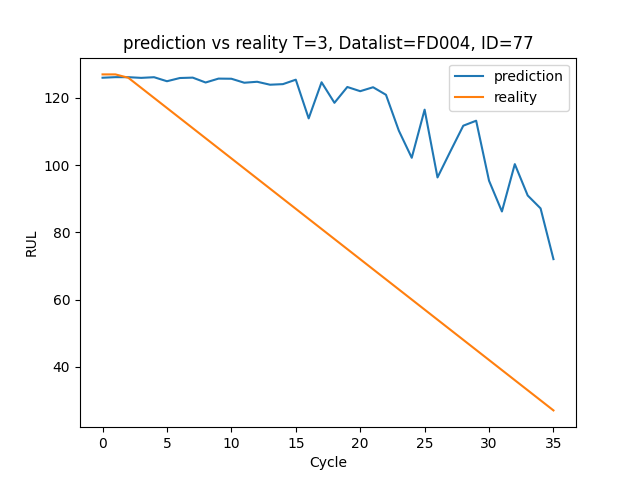 prediction vs reality T=3, Datalist=FD004, ID=77
prediction
reality
120
100
80
60
40
RUL
0 5 10 15 20 25 30 35
Cycle